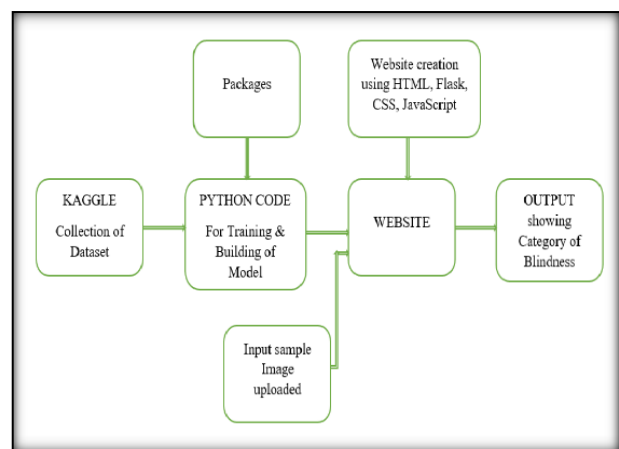 Packages
Website creation
using HTML, Flask,
CSS, JavaScript
KAGGLE
Collection of
Dataset
PYTHON CODE
For Training &
Building of
Model
WEBSITE
OUTPUT
showing
Category of
Blindness
Input sample
Image
uploaded